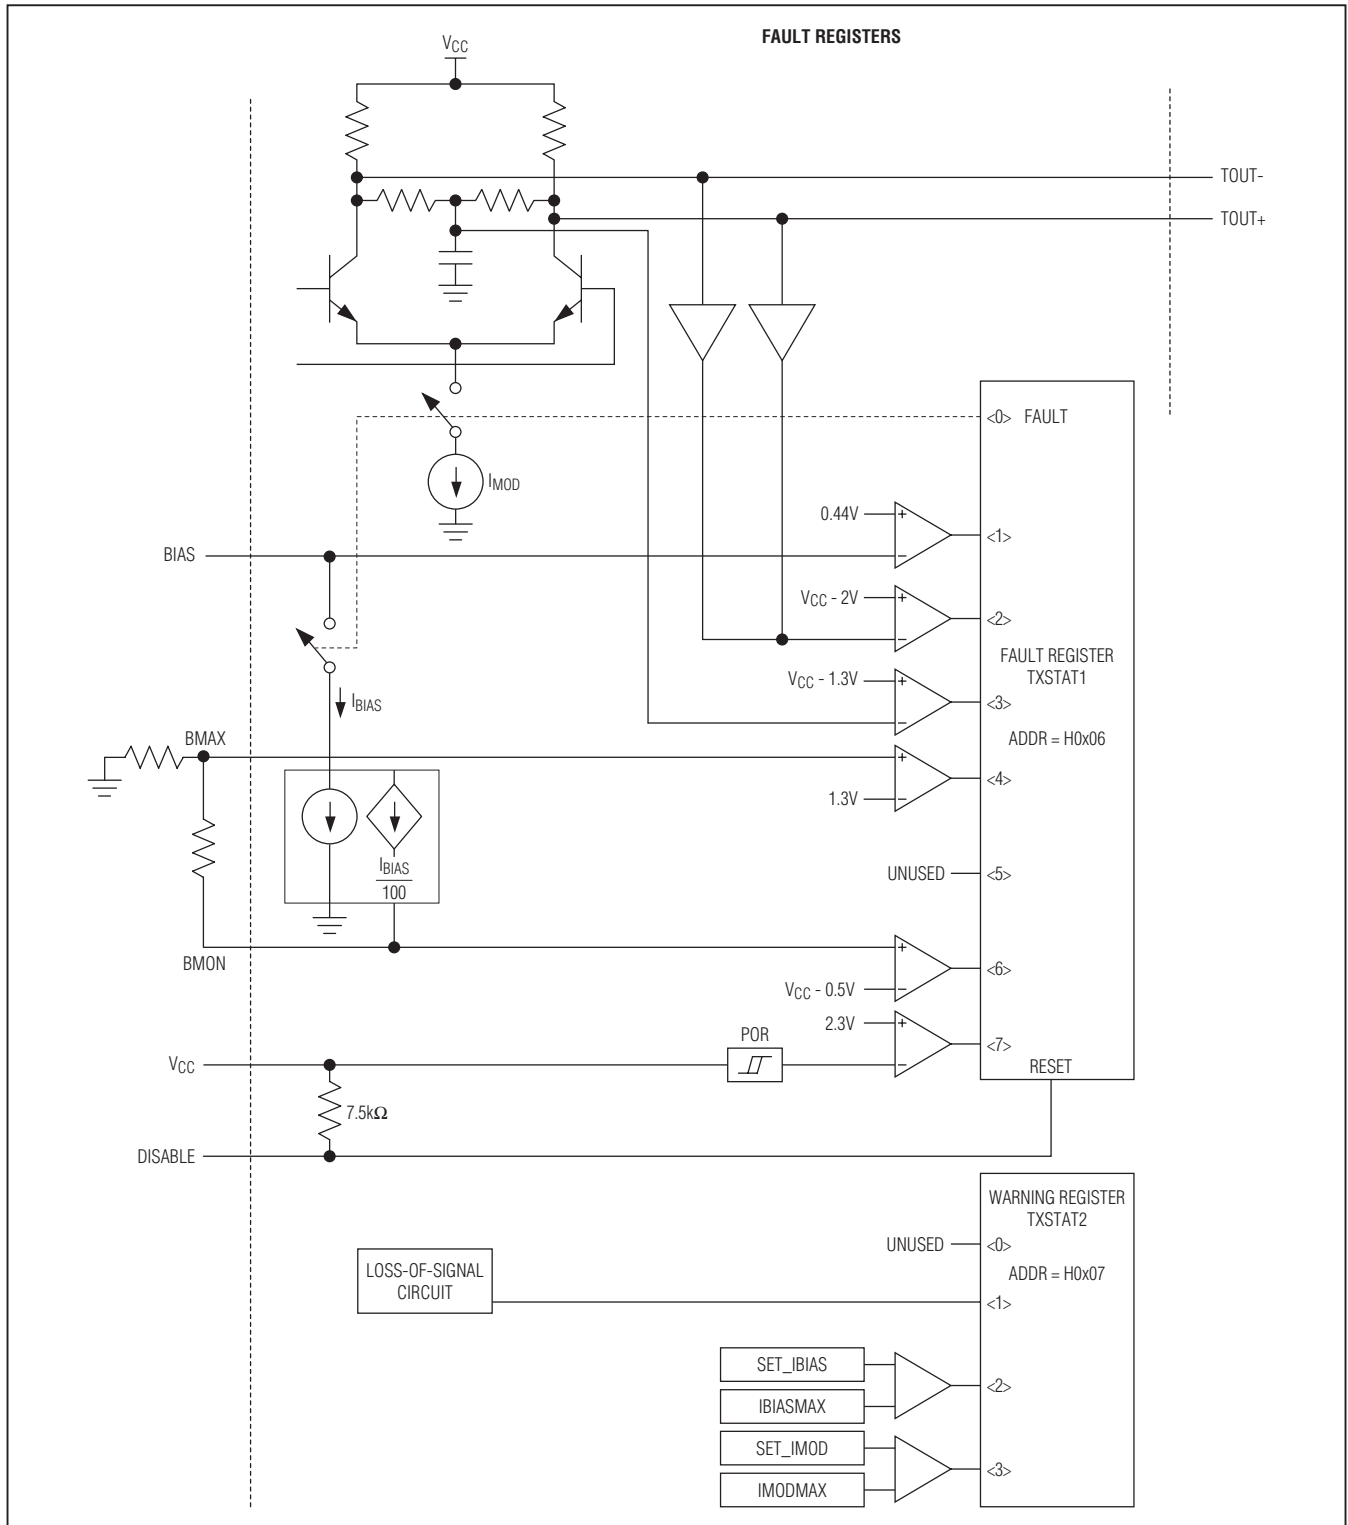 FAULT REGISTERS
VCC
TOUT-
TOUT+
<0> FAULT
IMOD
0.44V
+
<1>
BIAS
-
VCC - 2V
+
<2>
-
FAULT REGISTER
TXSTAT1
VCC - 1.3V
+
<3>
IBIAS
-
ADDR = H0x06
BMAX
+
<4>
1.3V
-
IBIAS
100
UNUSED
<5>
BMON
+
<6>
VCC - 0.5V
-
2.3V
+
POR
<7>
VCC
-
RESET
7.5kΩ
DISABLE
WARNING REGISTER
TXSTAT2
UNUSED
<0>
LOSS-OF-SIGNAL
CIRCUIT
ADDR = H0x07
<1>
SET_IBIAS
<2>
IBIASMAX
SET_IMOD
<3>
IMODMAX